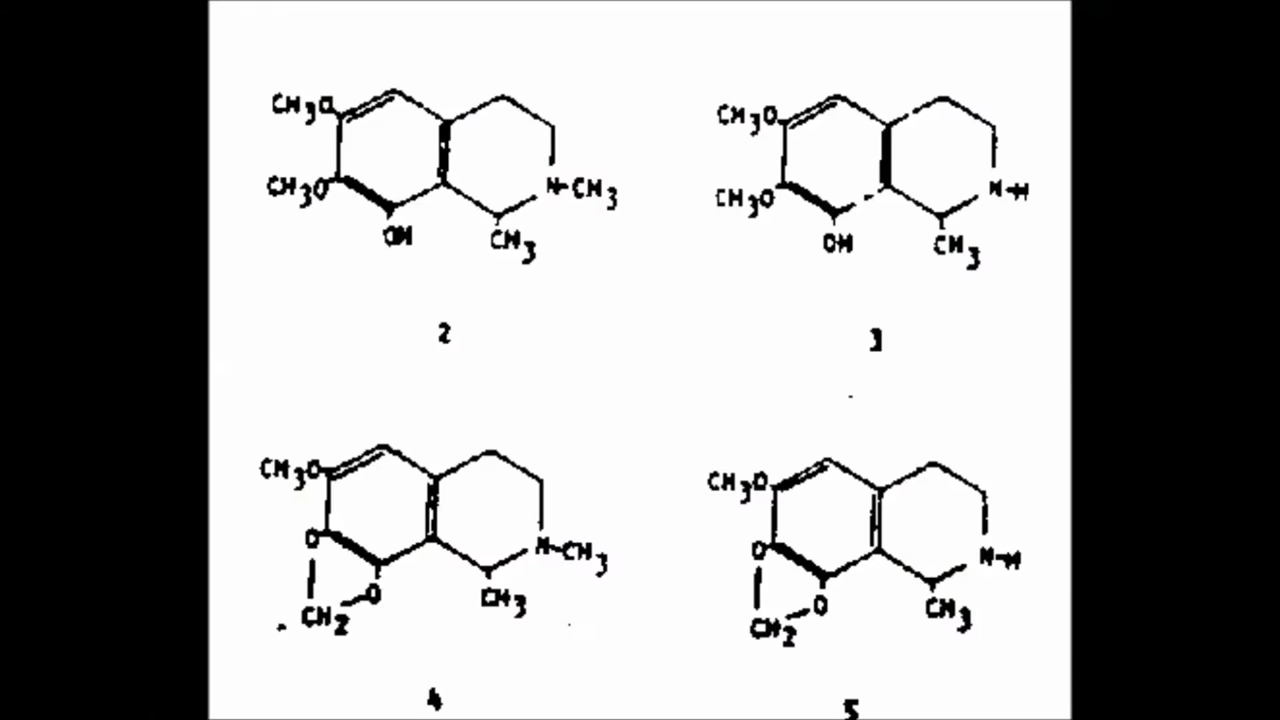 CH3O CH3O
CH3O N-CH3 CH3O N-H
OH CH3 OH CH3
2 3
CH3O CH3O
O N-CH3 O N-H
O CH3 O CH3
CH2 CH2
4 5